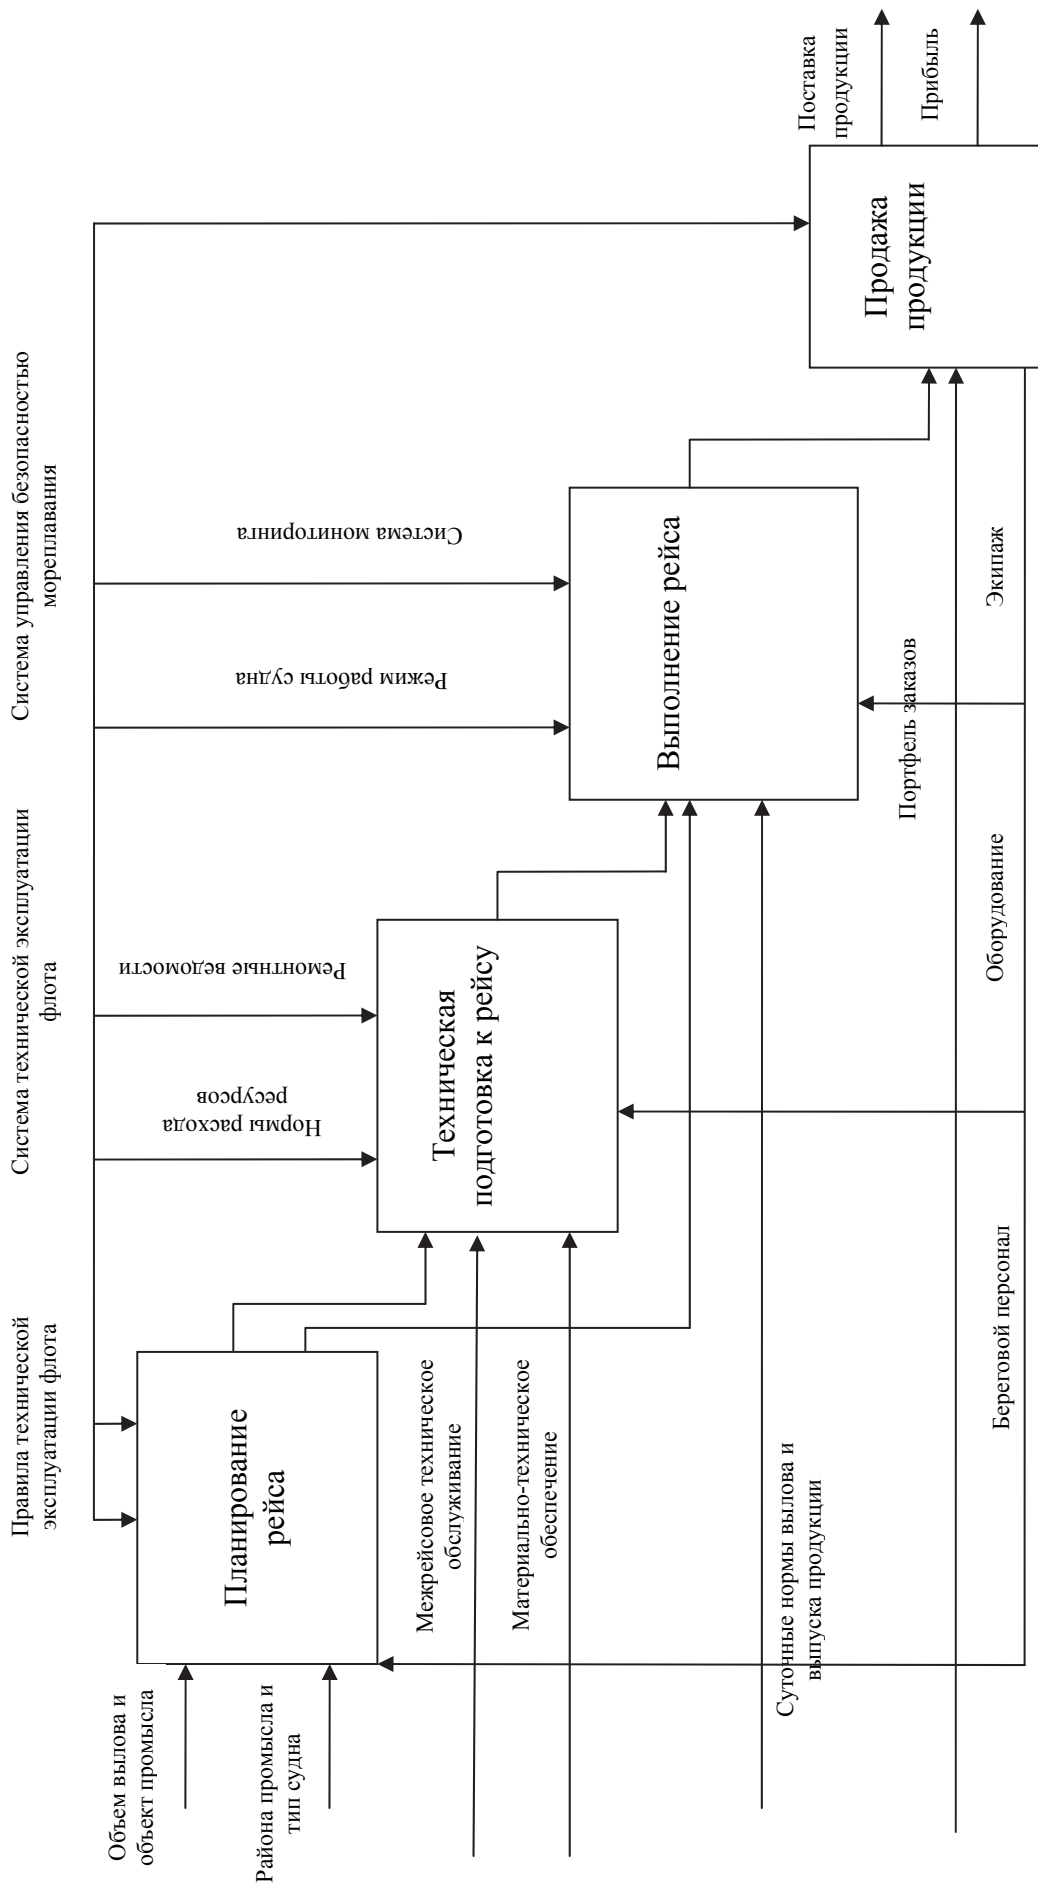 Правила технической
эксплуатации флота
Система технической эксплуатации
флота
Система управления безопасностью
мореплавания
Объем вылова и
объект промысла
Района промысла и
тип судна
Планирование
рейса
Нормы расхода
ресурсов
Ремонтные ведомости
Режим работы судна
Система мониторинга
Межрейсовое техническое
обслуживание
Материально-техническое
обеспечение
Техническая
подготовка к рейсу
Выполнение рейса
Суточные нормы вылова и
выпуска продукции
Портфель заказов
Продажа
продукции
Поставка
продукции
Прибыль
Береговой персонал
Оборудование
Экипаж